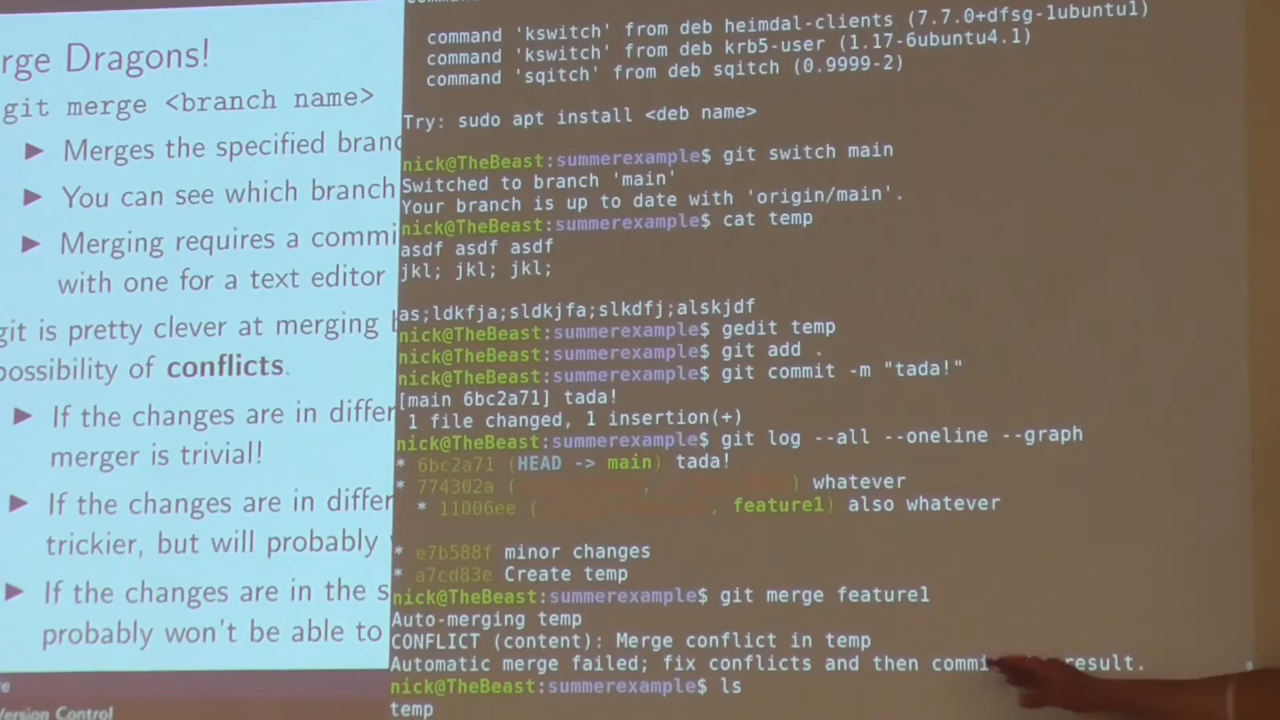 rge Dragons!
git merge <branch name>
Merges the specified branc
You can see which branch
Merging requires a commi
with one for a text editor
git is pretty clever at merging
possibility of conflicts.
If the changes are in differ
merger is trivial!
If the changes are in differ
trickier, but will probably
If the changes are in the s
probably won't be able to
Version Control
command 'kswitch' from deb heimdal-clients (7.7.0+dfsg-1ubuntu1)
command 'kswitch' from deb krb5-user (1.17-6ubuntu4.1)
command 'sqitch' from deb sqitch (0.9999-2)
Try: sudo apt install <deb name>
nick@TheBeast:summerexample$ git switch main
Switched to branch 'main'
Your branch is up to date with 'origin/main'.
nick@TheBeast:summerexample$ cat temp
asdf asdf asdf
jkl; jkl; jkl;
as;ldkfja;sldkjfa;slkdfj;alskjdf
nick@TheBeast:summerexample$ gedit temp
nick@TheBeast:summerexample$ git add .
nick@TheBeast:summerexample$ git commit -m "tada!"
[main 6bc2a71] tada!
1 file changed, 1 insertion(+)
nick@TheBeast:summerexample$ git log --all --oneline --graph
* 6bc2a71 (HEAD -> main) tada!
* 774302a ( , ) whatever
* 11006ee ( , feature1) also whatever
* e7b588f minor changes
* a7cd83e Create temp
nick@TheBeast:summerexample$ git merge feature1
Auto-merging temp
CONFLICT (content): Merge conflict in temp
Automatic merge failed; fix conflicts and then commi result.
nick@TheBeast:summerexample$ ls
temp